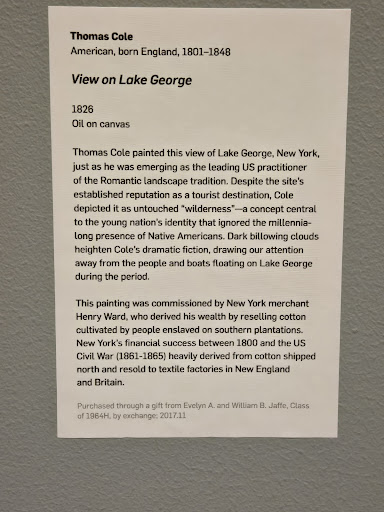 Thomas Cole
American, born England, 1801–1848
View on Lake George
1826
Oil on canvas
Thomas Cole painted this view of Lake George, New York,
just as he was emerging as the leading US practitioner
of the Romantic landscape tradition. Despite the site's
established reputation as a tourist destination, Cole
depicted it as untouched "wilderness"—a concept central
to the young nation's identity that ignored the millennia-
long presence of Native Americans. Dark billowing clouds
heighten Cole's dramatic fiction, drawing our attention
away from the people and boats floating on Lake George
during the period.
This painting was commissioned by New York merchant
Henry Ward, who derived his wealth by reselling cotton
cultivated by people enslaved on southern plantations.
New York's financial success between 1800 and the US
Civil War (1861-1865) heavily derived from cotton shipped
north and resold to textile factories in New England
and Britain.
Purchased through a gift from Evelyn A. and William B. Jaffe, Class
of 1964H, by exchange; 2017.11